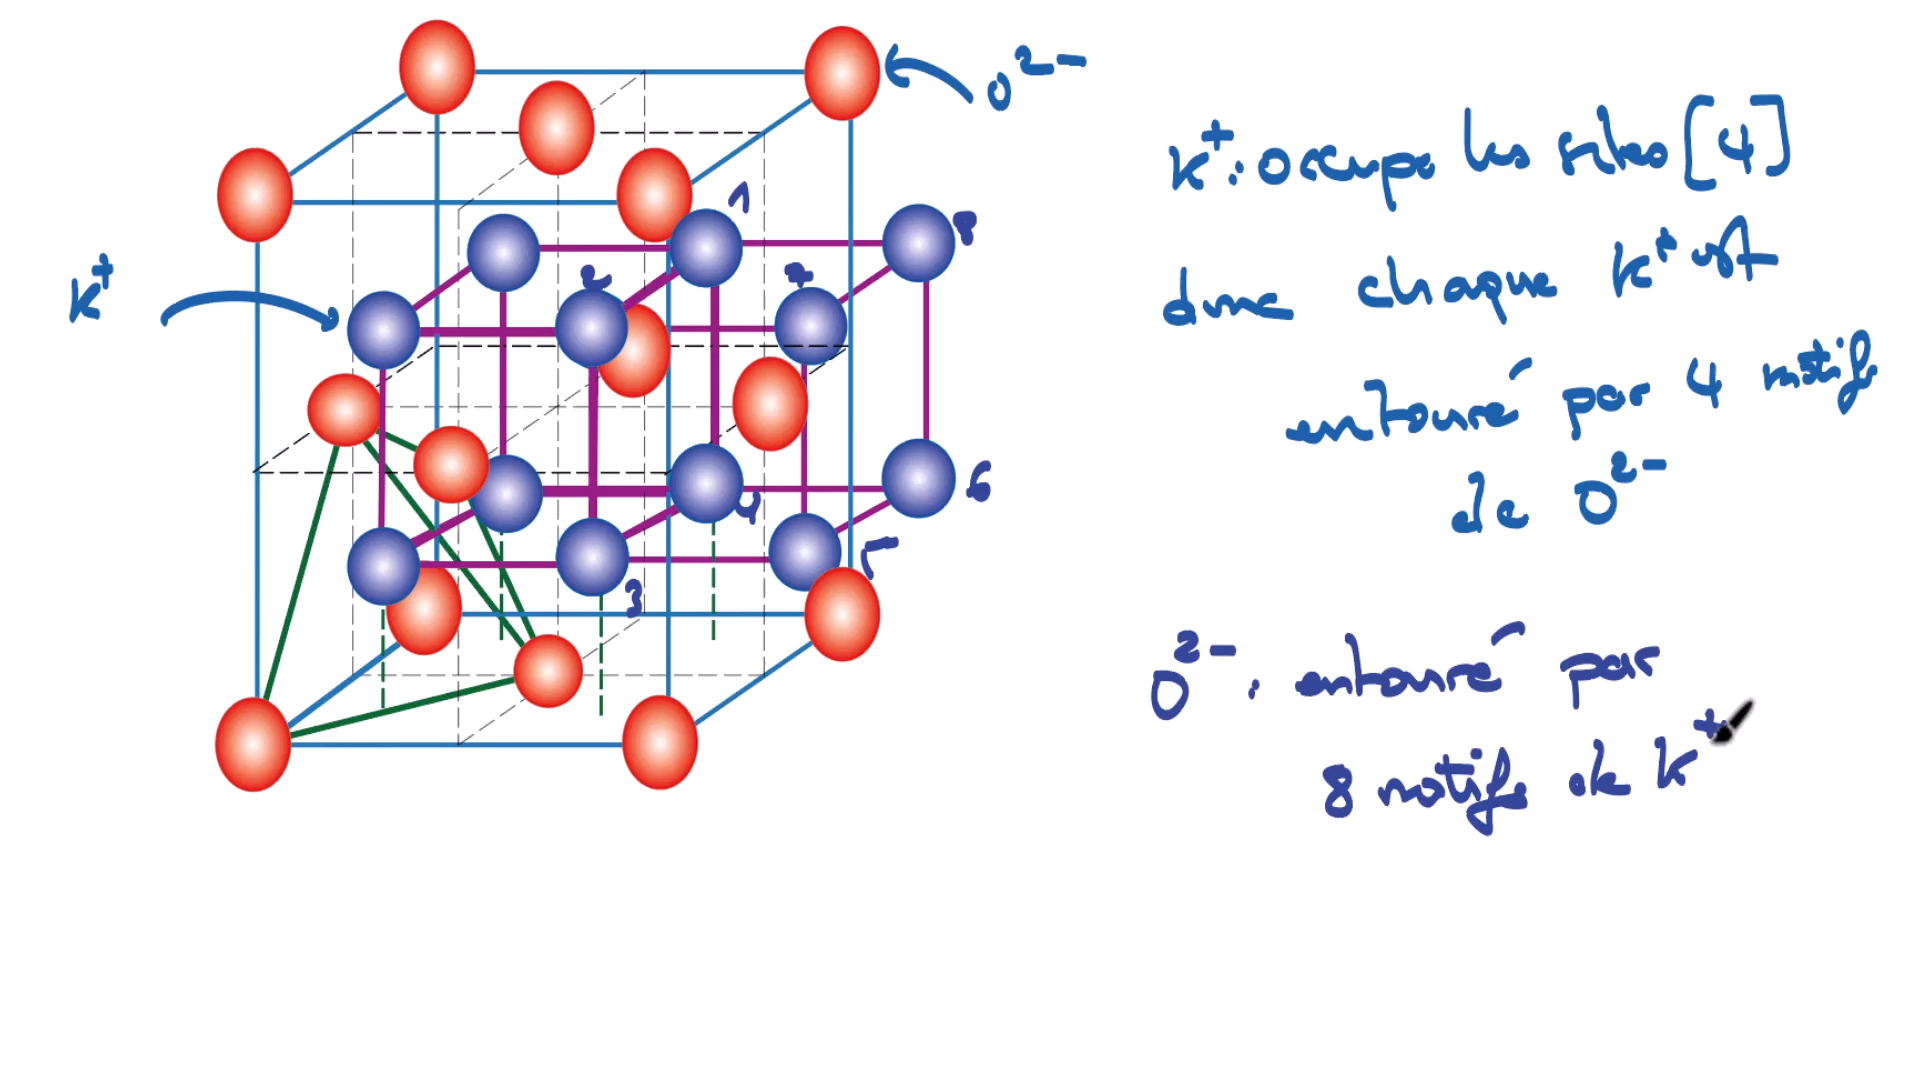 O²⁻
K⁺
1
2
7
8
6
4
5
3
K⁺: occupe les sites [4]
donc chaque K⁺ est
entouré par 4 motifs
de O²⁻
O²⁻: entouré par
8 motifs de K⁺